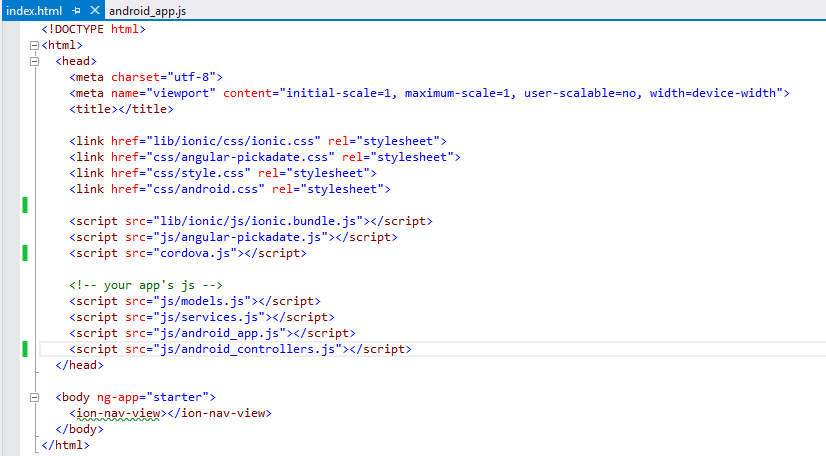 index.html android_app.js
<!DOCTYPE html>
<html>
<head>
<meta charset="utf-8">
<meta name="viewport" content="initial-scale=1, maximum-scale=1, user-scalable=no, width=device-width">
<title></title>
<link href="lib/ionic/css/ionic.css" rel="stylesheet">
<link href="css/angular-pickadate.css" rel="stylesheet">
<link href="css/style.css" rel="stylesheet">
<link href="css/android.css" rel="stylesheet">
<script src="lib/ionic/js/ionic.bundle.js"></script>
<script src="js/angular-pickadate.js"></script>
<script src="cordova.js"></script>
<!-- your app's js -->
<script src="js/models.js"></script>
<script src="js/services.js"></script>
<script src="js/android_app.js"></script>
<script src="js/android_controllers.js"></script>
</head>
<body ng-app="starter">
<ion-nav-view></ion-nav-view>
</body>
</html>